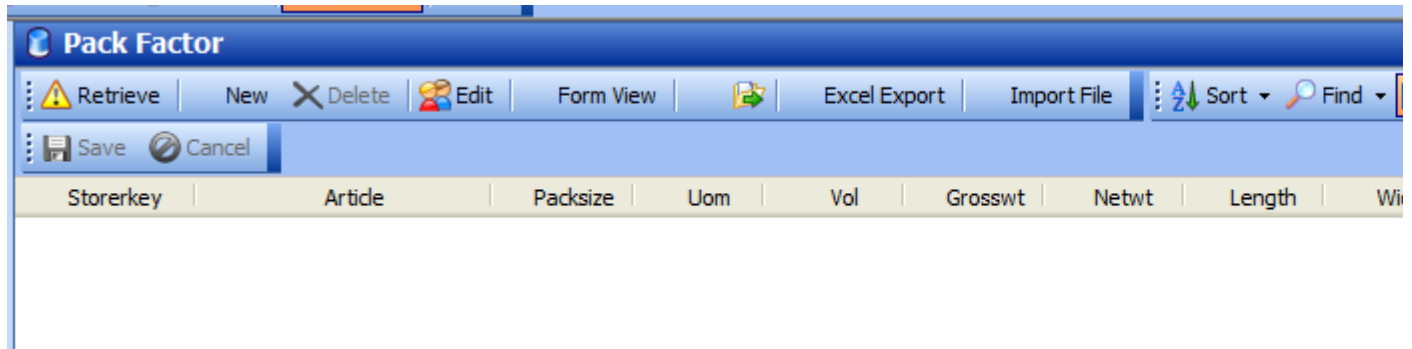 Pack Factor
Retrieve New Delete Edit Form View Excel Export Import File Sort Find
Save Cancel
Storerkey Article Packsize Uom Vol Grosswt Netwt Length